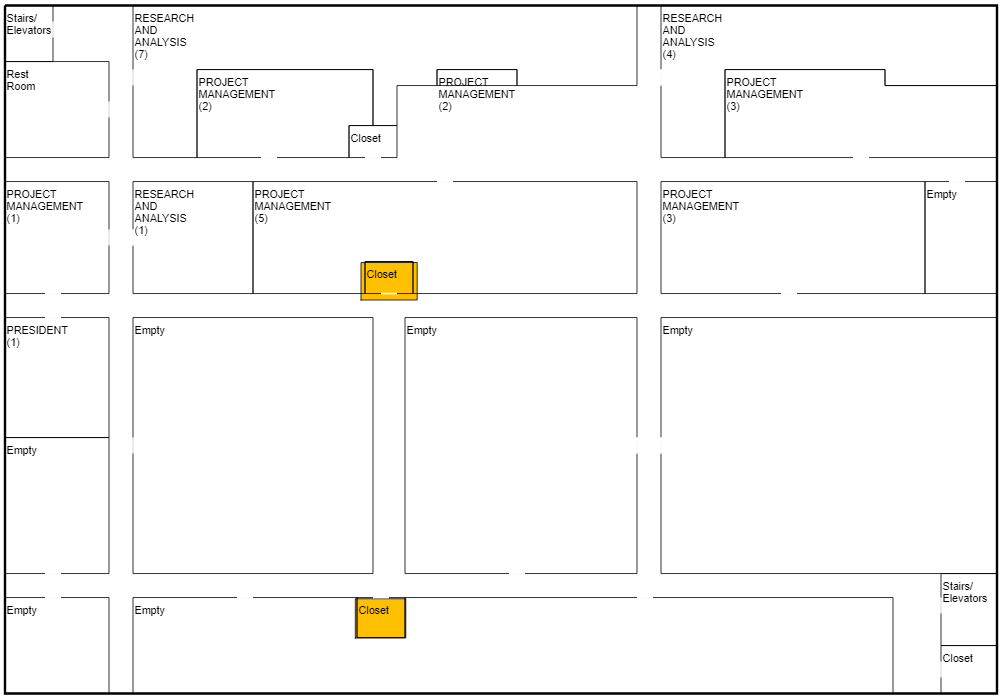 Stairs/
Elevators
RESEARCH
AND
ANALYSIS
(7)
RESEARCH
AND
ANALYSIS
(4)
Rest
Room
PROJECT
MANAGEMENT
(2)
PROJECT
MANAGEMENT
(2)
PROJECT
MANAGEMENT
(3)
Closet
PROJECT
MANAGEMENT
(1)
RESEARCH
AND
ANALYSIS
(1)
PROJECT
MANAGEMENT
(5)
PROJECT
MANAGEMENT
(3)
Empty
Closet
PRESIDENT
(1)
Empty
Empty
Empty
Empty
Stairs/
Elevators
Empty
Empty
Closet
Closet